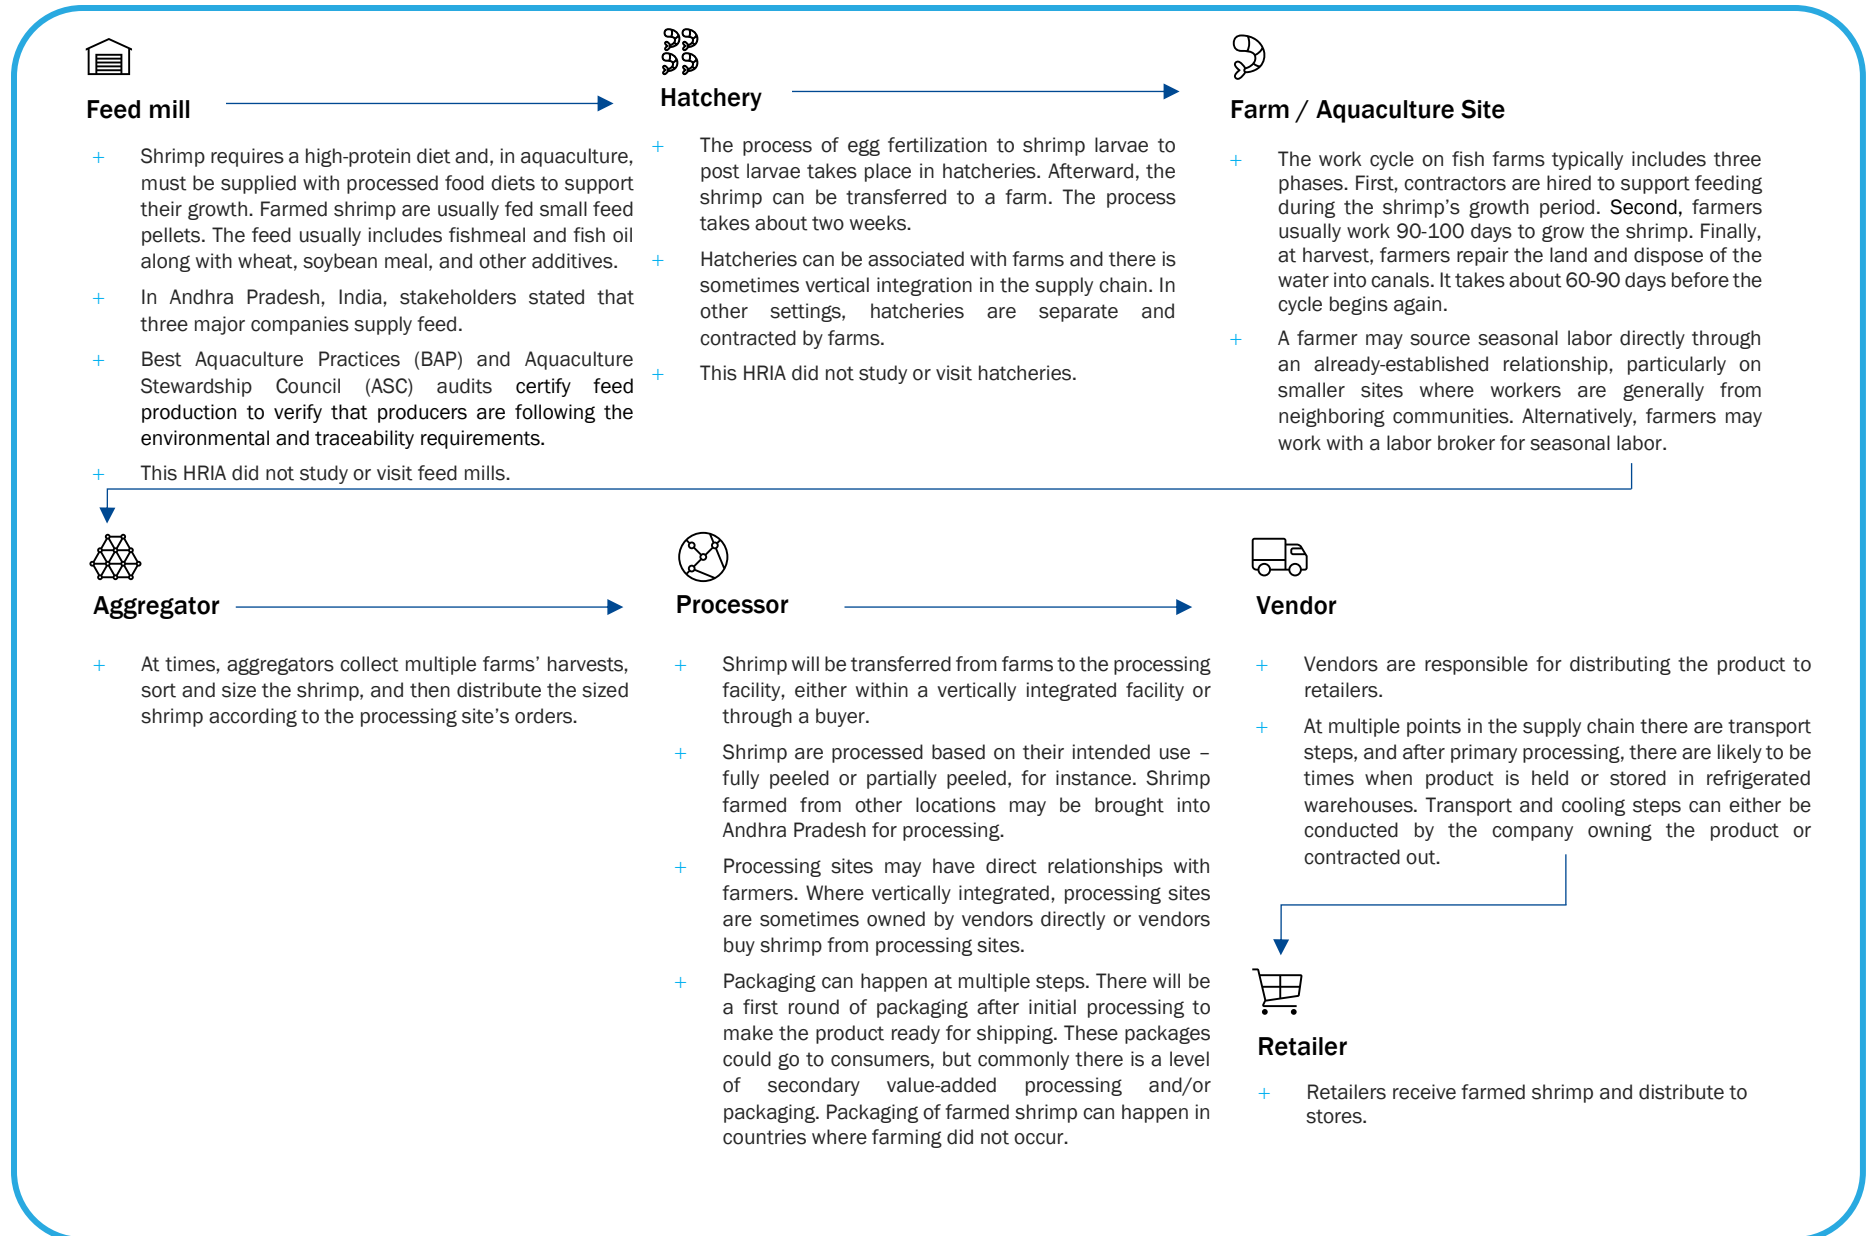 Feed mill
+ Shrimp requires a high-protein diet and, in aquaculture,
must be supplied with processed food diets to support
their growth. Farmed shrimp are usually fed small feed
pellets. The feed usually includes fishmeal and fish oil
along with wheat, soybean meal, and other additives.
+ In Andhra Pradesh, India, stakeholders stated that
three major companies supply feed.
+ Best Aquaculture Practices (BAP) and Aquaculture
Stewardship Council (ASC) audits certify feed
production to verify that producers are following the
environmental and traceability requirements.
+ This HRIA did not study or visit feed mills.
Hatchery
+ The process of egg fertilization to shrimp larvae to
post larvae takes place in hatcheries. Afterward, the
shrimp can be transferred to a farm. The process
takes about two weeks.
+ Hatcheries can be associated with farms and there is
sometimes vertical integration in the supply chain. In
other settings, hatcheries are separate and
contracted by farms.
+ This HRIA did not study or visit hatcheries.
Farm / Aquaculture Site
+ The work cycle on fish farms typically includes three
phases. First, contractors are hired to support feeding
during the shrimp's growth period. Second, farmers
usually work 90-100 days to grow the shrimp. Finally,
at harvest, farmers repair the land and dispose of the
water into canals. It takes about 60-90 days before the
cycle begins again.
+ A farmer may source seasonal labor directly through
an already-established relationship, particularly on
smaller sites where workers are generally from
neighboring communities. Alternatively, farmers may
work with a labor broker for seasonal labor.
Aggregator
+ At times, aggregators collect multiple farms' harvests,
sort and size the shrimp, and then distribute the sized
shrimp according to the processing site's orders.
Processor
+ Shrimp will be transferred from farms to the processing
facility, either within a vertically integrated facility or
through a buyer.
+ Shrimp are processed based on their intended use –
fully peeled or partially peeled, for instance. Shrimp
farmed from other locations may be brought into
Andhra Pradesh for processing.
+ Processing sites may have direct relationships with
farmers. Where vertically integrated, processing sites
are sometimes owned by vendors directly or vendors
buy shrimp from processing sites.
+ Packaging can happen at multiple steps. There will be
a first round of packaging after initial processing to
make the product ready for shipping. These packages
could go to consumers, but commonly there is a level
of secondary value-added processing and/or
packaging. Packaging of farmed shrimp can happen in
countries where farming did not occur.
Vendor
+ Vendors are responsible for distributing the product to
retailers.
+ At multiple points in the supply chain there are transport
steps, and after primary processing, there are likely to be
times when product is held or stored in refrigerated
warehouses. Transport and cooling steps can either be
conducted by the company owning the product or
contracted out.
Retailer
+ Retailers receive farmed shrimp and distribute to
stores.